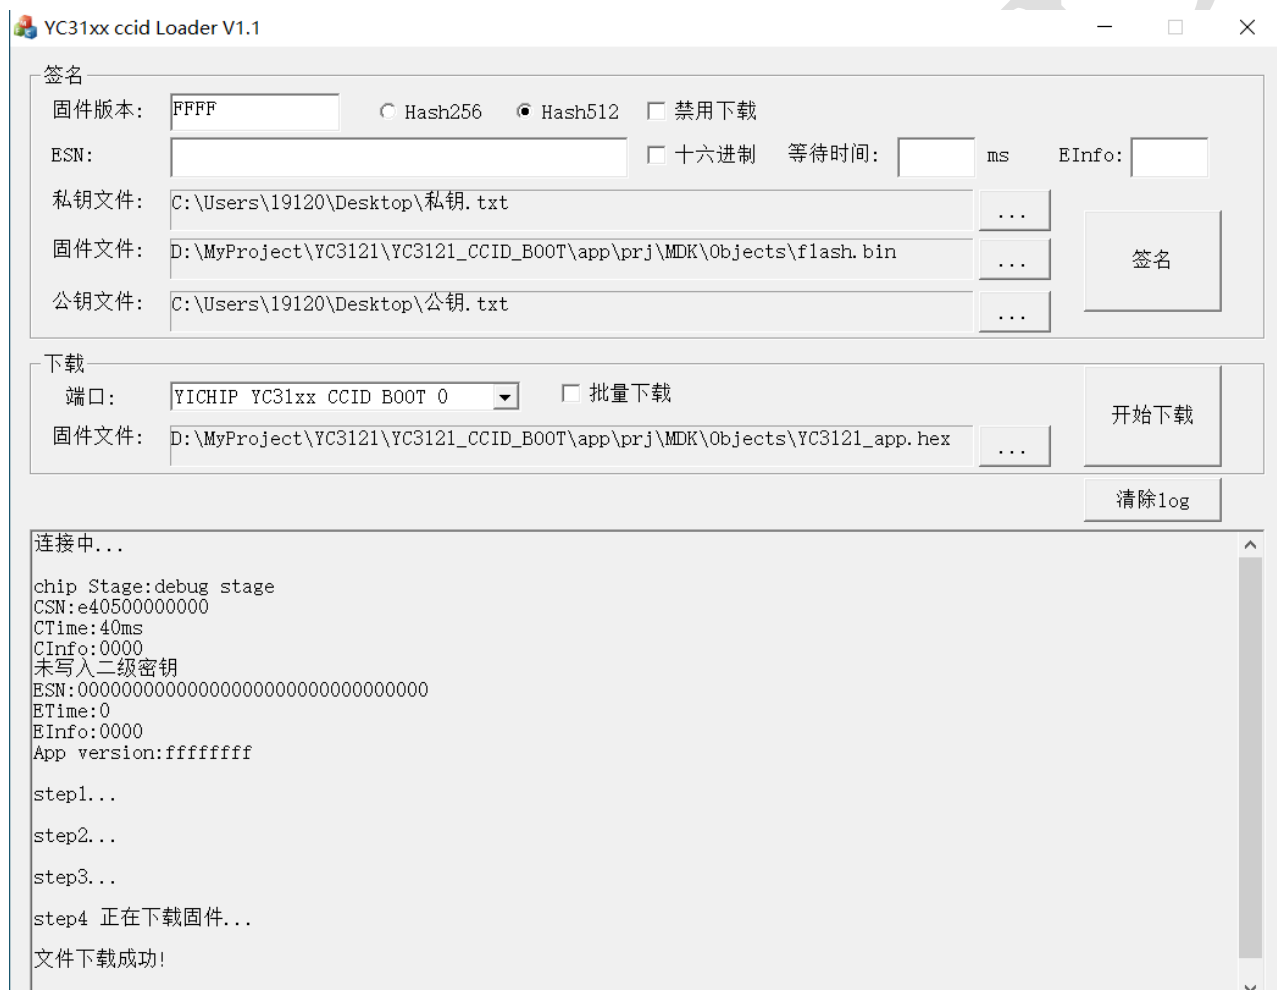 YC31xx ccid Loader V1.1
签名
固件版本: FFFF Hash256 Hash512 禁用下载
ESN: 十六进制 等待时间: ms EInfo:
私钥文件: C:\Users\19120\Desktop\私钥.txt ...
固件文件: D:\MyProject\YC3121\YC3121_CCID_BOOT\app\prj\MDK\Objects\flash.bin ... 签名
公钥文件: C:\Users\19120\Desktop\公钥.txt ...
下载
端口: YICHIP YC31xx CCID BOOT 0 批量下载 开始下载
固件文件: D:\MyProject\YC3121\YC3121_CCID_BOOT\app\prj\MDK\Objects\YC3121_app.hex ...
清除log
连接中...
chip Stage:debug stage
CSN:e40500000000
CTime:40ms
CInfo:0000
未写入二级密钥
ESN:00000000000000000000000000000000
ETime:0
EInfo:0000
App version:ffffffff
step1...
step2...
step3...
step4 正在下载固件...
文件下载成功!